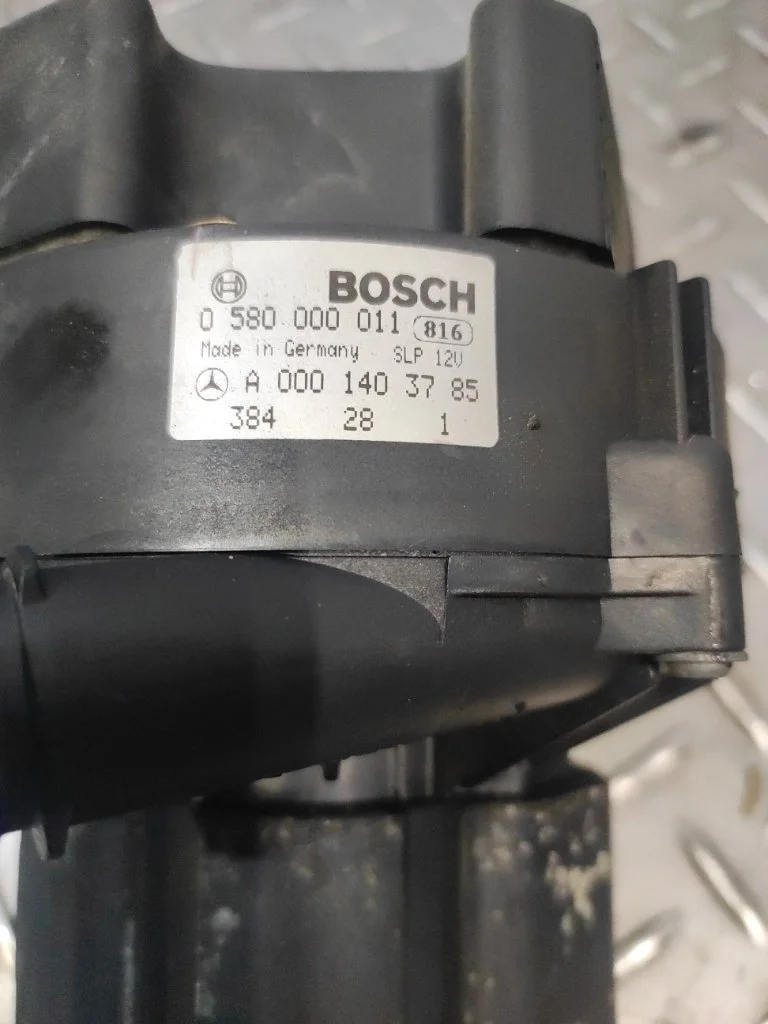 BOSCH
0 580 000 011 816
Made in Germany SLP 12V
A 000 140 37 85
384 28 1